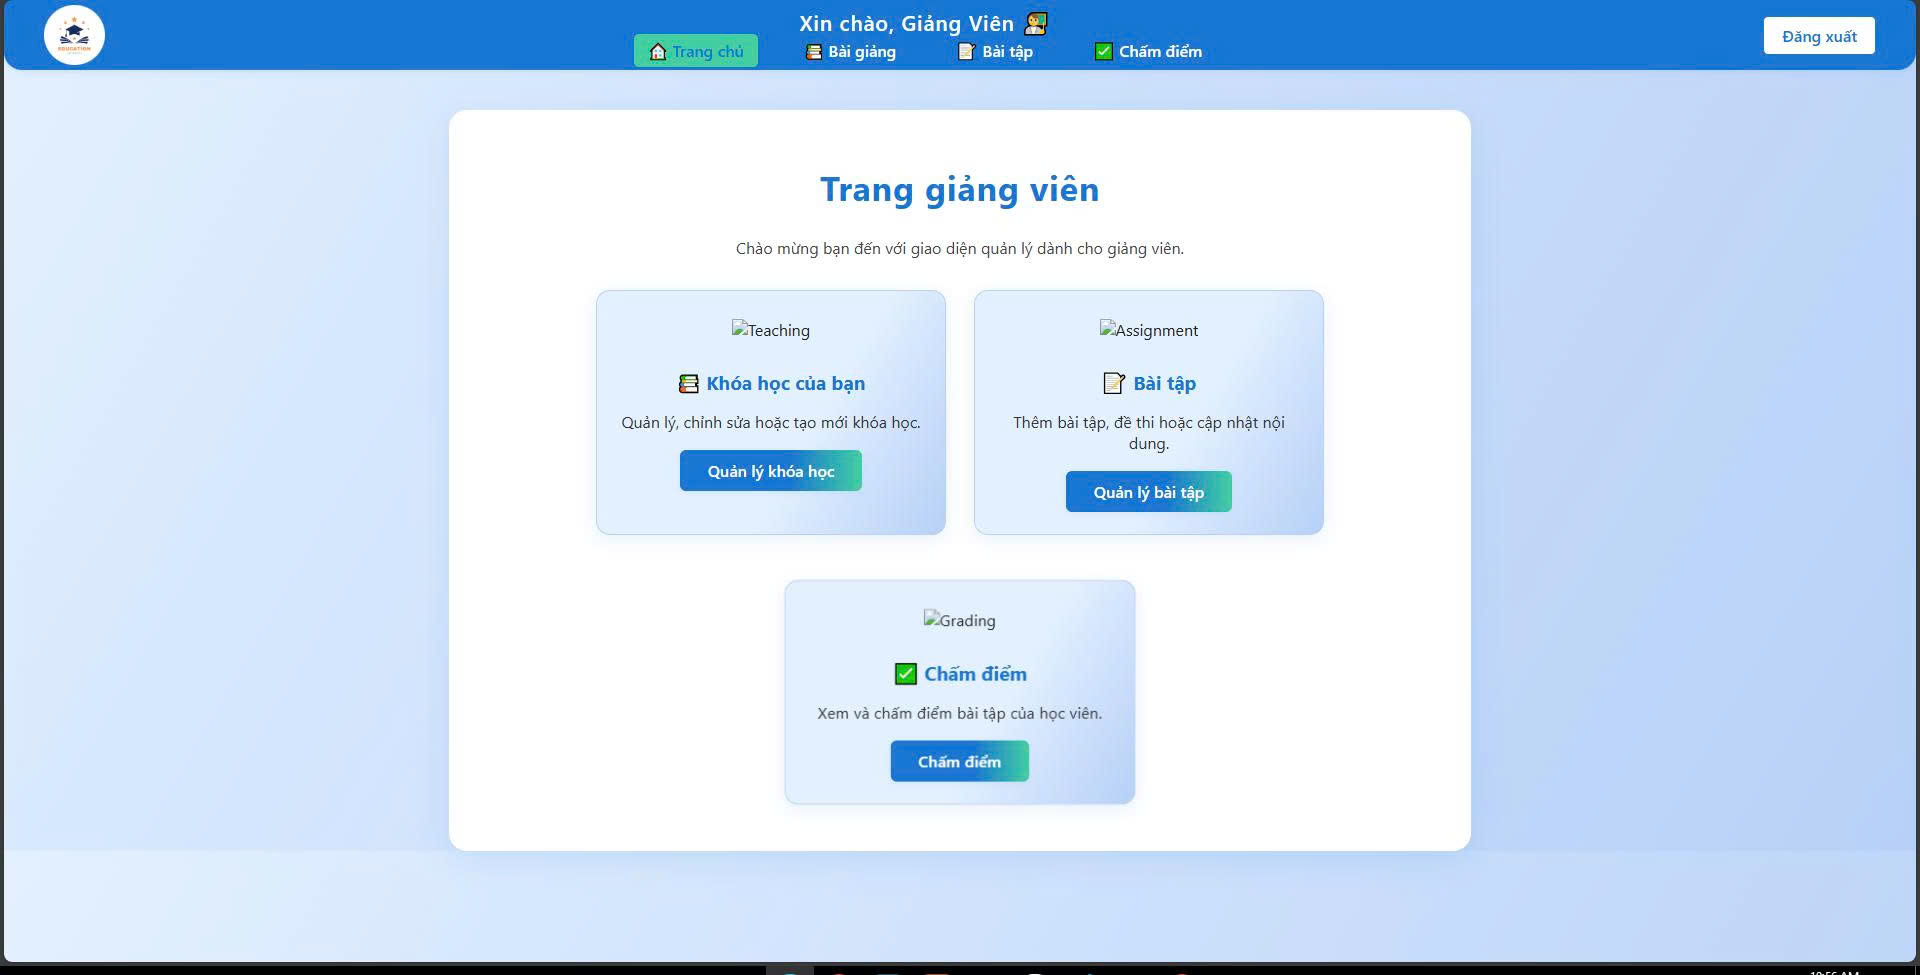 EDUCATION
Xin chào, Giảng Viên 👩‍🏫
🏠 Trang chủ
📚 Bài giảng
📝 Bài tập
✅ Chấm điểm
Đăng xuất
Trang giảng viên
Chào mừng bạn đến với giao diện quản lý dành cho giảng viên.
Teaching
📚 Khóa học của bạn
Quản lý, chỉnh sửa hoặc tạo mới khóa học.
Quản lý khóa học
Assignment
📝 Bài tập
Thêm bài tập, đề thi hoặc cập nhật nội
dung.
Quản lý bài tập
Grading
✅ Chấm điểm
Xem và chấm điểm bài tập của học viên.
Chấm điểm